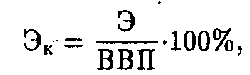 Эк = Э / ВВП · 100%,